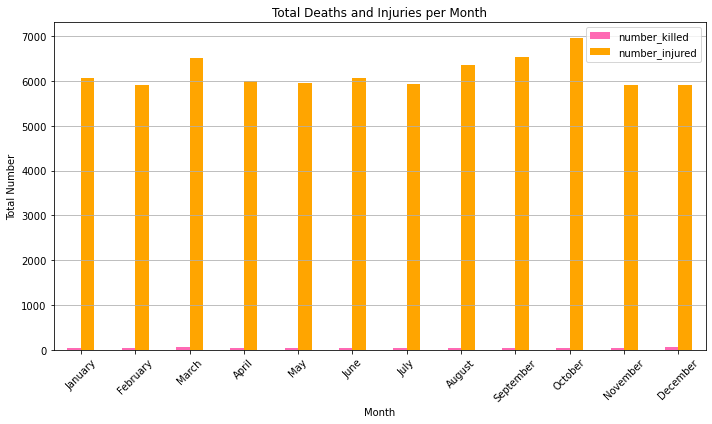 Total Deaths and Injuries per Month
number_killed
number_injured
7000
6000
5000
4000
3000
2000
1000
0
Total Number
January
February
March
April
May
June
July
August
September
October
November
December
Month